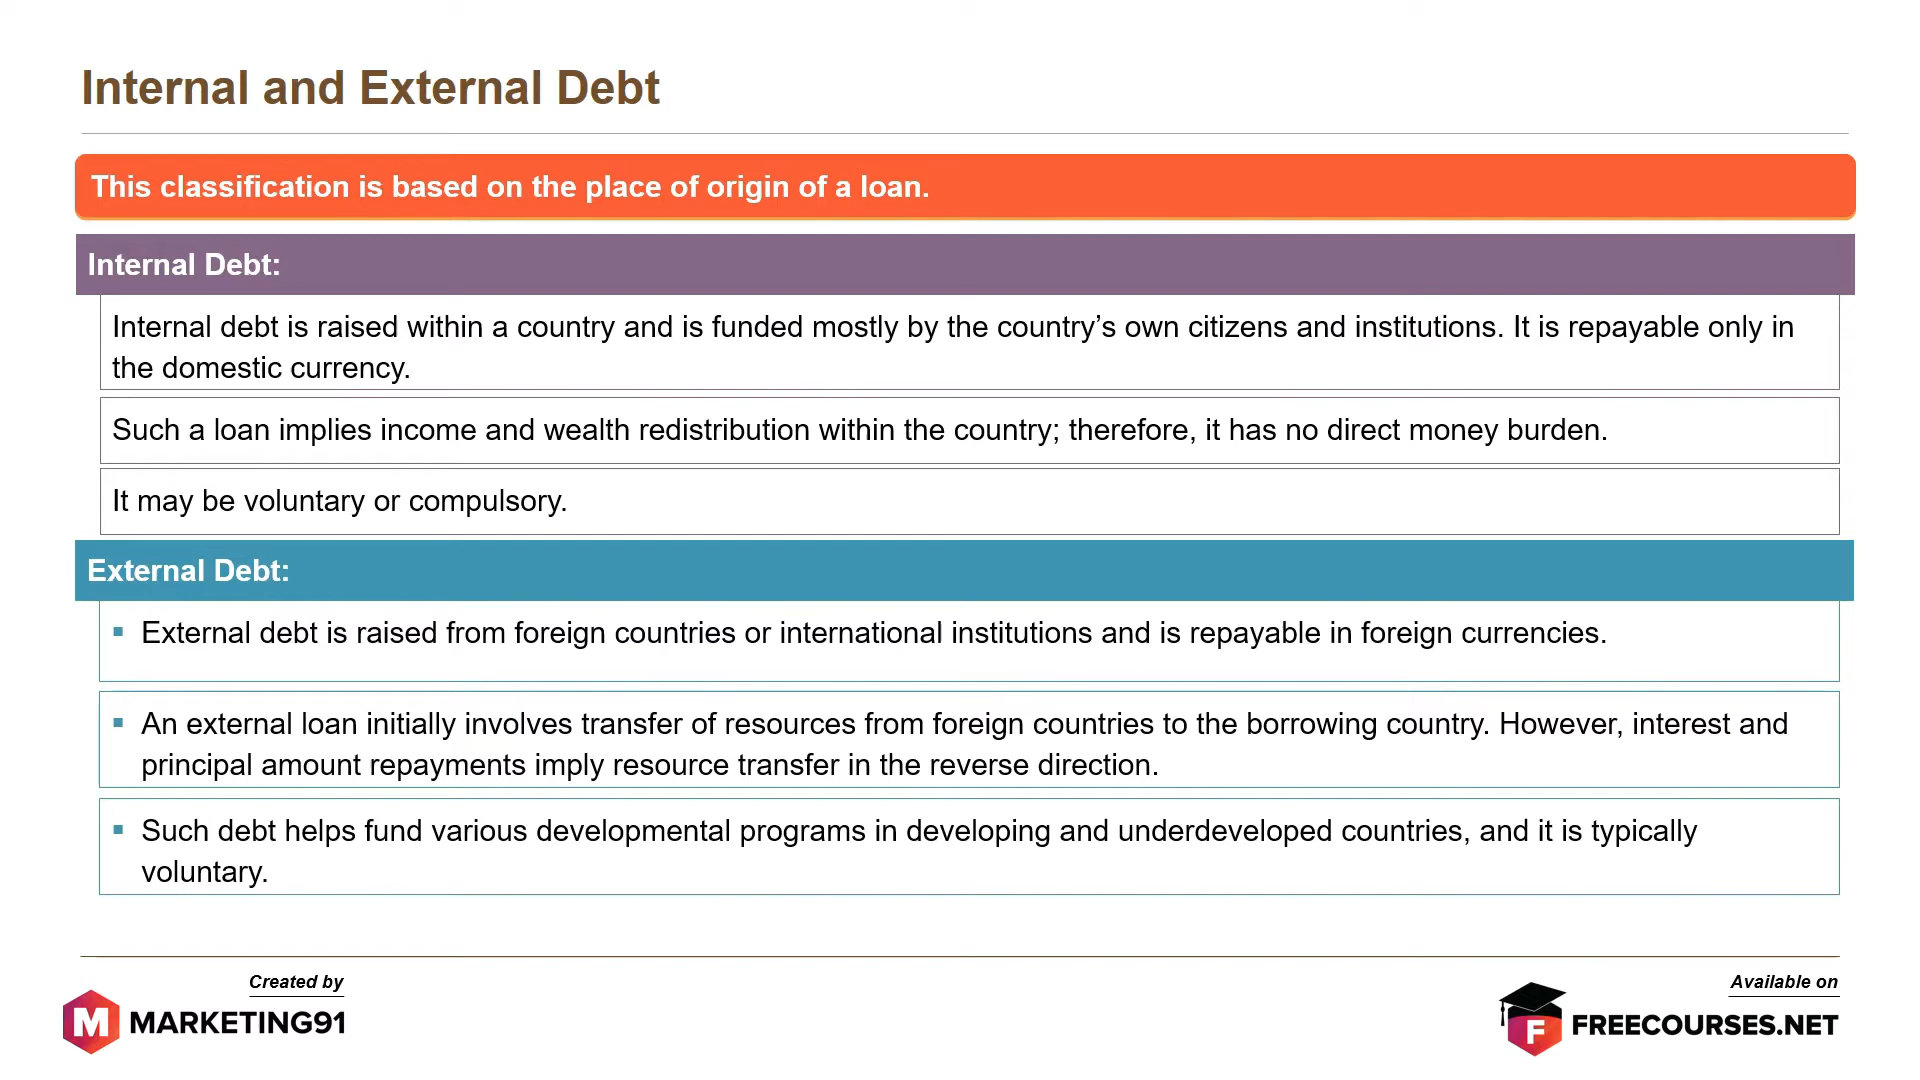 Internal and External Debt
This classification is based on the place of origin of a loan.
Internal Debt:
Internal debt is raised within a country and is funded mostly by the country’s own citizens and institutions. It is repayable only in
the domestic currency.
Such a loan implies income and wealth redistribution within the country; therefore, it has no direct money burden.
It may be voluntary or compulsory.
External Debt:
▪ External debt is raised from foreign countries or international institutions and is repayable in foreign currencies.
▪ An external loan initially involves transfer of resources from foreign countries to the borrowing country. However, interest and
principal amount repayments imply resource transfer in the reverse direction.
▪ Such debt helps fund various developmental programs in developing and underdeveloped countries, and it is typically
voluntary.
Created by
M MARKETING91
Available on
F FREECOURSES.NET